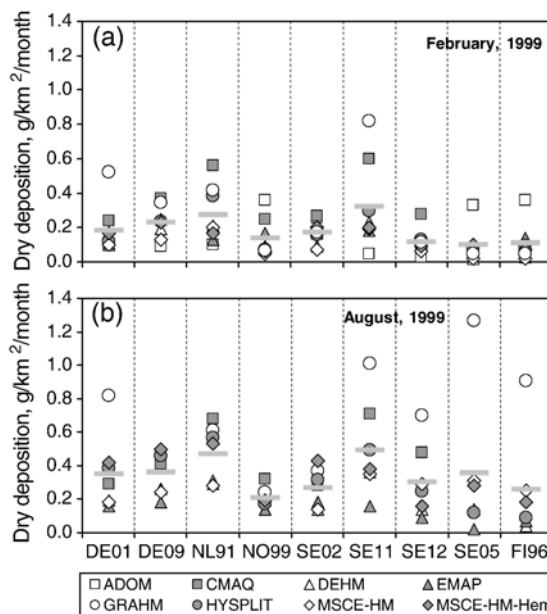 (a)
February, 1999
Dry deposition, g/km²/month
1.4
1.2
1.0
0.8
0.6
0.4
0.2
0.0
(b)
August, 1999
Dry deposition, g/km²/month
1.4
1.2
1.0
0.8
0.6
0.4
0.2
0.0
DE01 DE09 NL91 NO99 SE02 SE11 SE12 SE05 FI96
ADOM CMAQ DEHM EMAP
GRAHM HYSPLIT MSCE-HM MSCE-HM-Hem